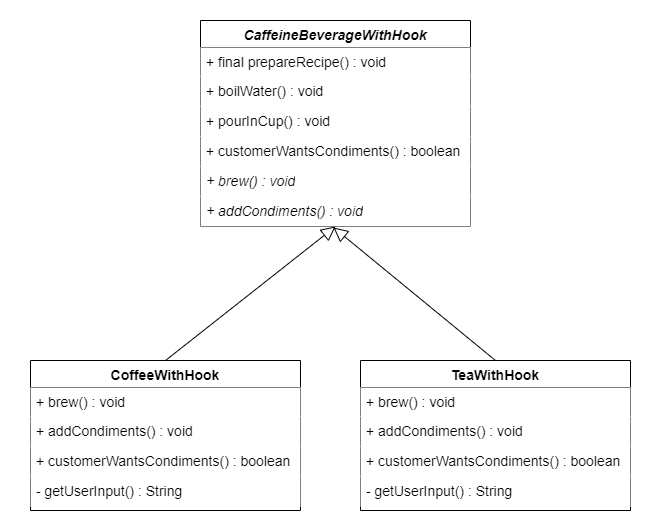 CaffeineBeverageWithHook
+ final prepareRecipe() : void
+ boilWater() : void
+ pourInCup() : void
+ customerWantsCondiments() : boolean
+ brew() : void
+ addCondiments() : void
CoffeeWithHook
+ brew() : void
+ addCondiments() : void
+ customerWantsCondiments() : boolean
- getUserInput() : String
TeaWithHook
+ brew() : void
+ addCondiments() : void
+ customerWantsCondiments() : boolean
- getUserInput() : String